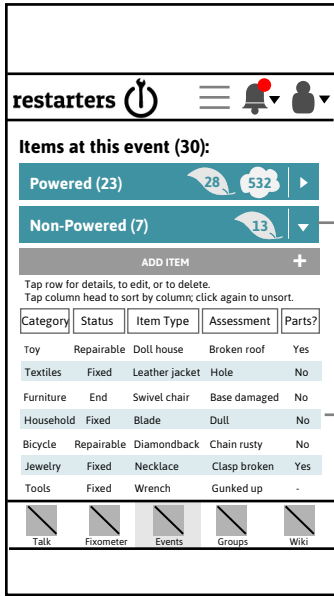 restarters
Items at this event (30):
Powered (23) 28 532
Non-Powered (7) 13
ADD ITEM +
Tap row for details, to edit, or to delete.
Tap column head to sort by column; click again to unsort.
Category Status Item Type Assessment Parts?
Toy Repairable Doll house Broken roof Yes
Textiles Fixed Leather jacket Hole No
Furniture End Swivel chair Base damaged No
Household Fixed Blade Dull No
Bicycle Repairable Diamondback Chain rusty No
Jewelry Fixed Necklace Clasp broken Yes
Tools Fixed Wrench Gunked up -
Talk Fixometer Events Groups Wiki